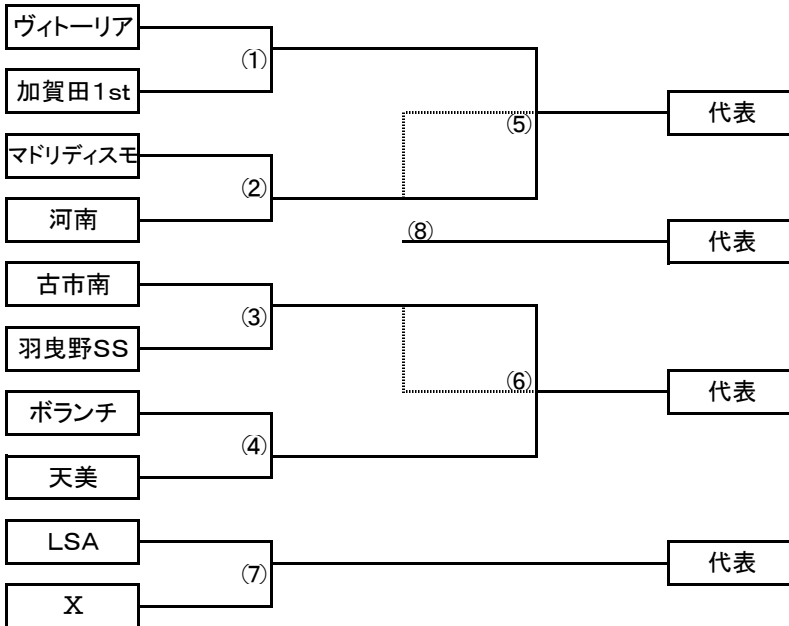 ヴィトーリア
(1)
加賀田1st
(5)
代表
マドリディスモ
(2)
河南
(8)
代表
古市南
(3)
羽曳野SS
(6)
代表
ボランチ
(4)
天美
LSA
代表
(7)
X